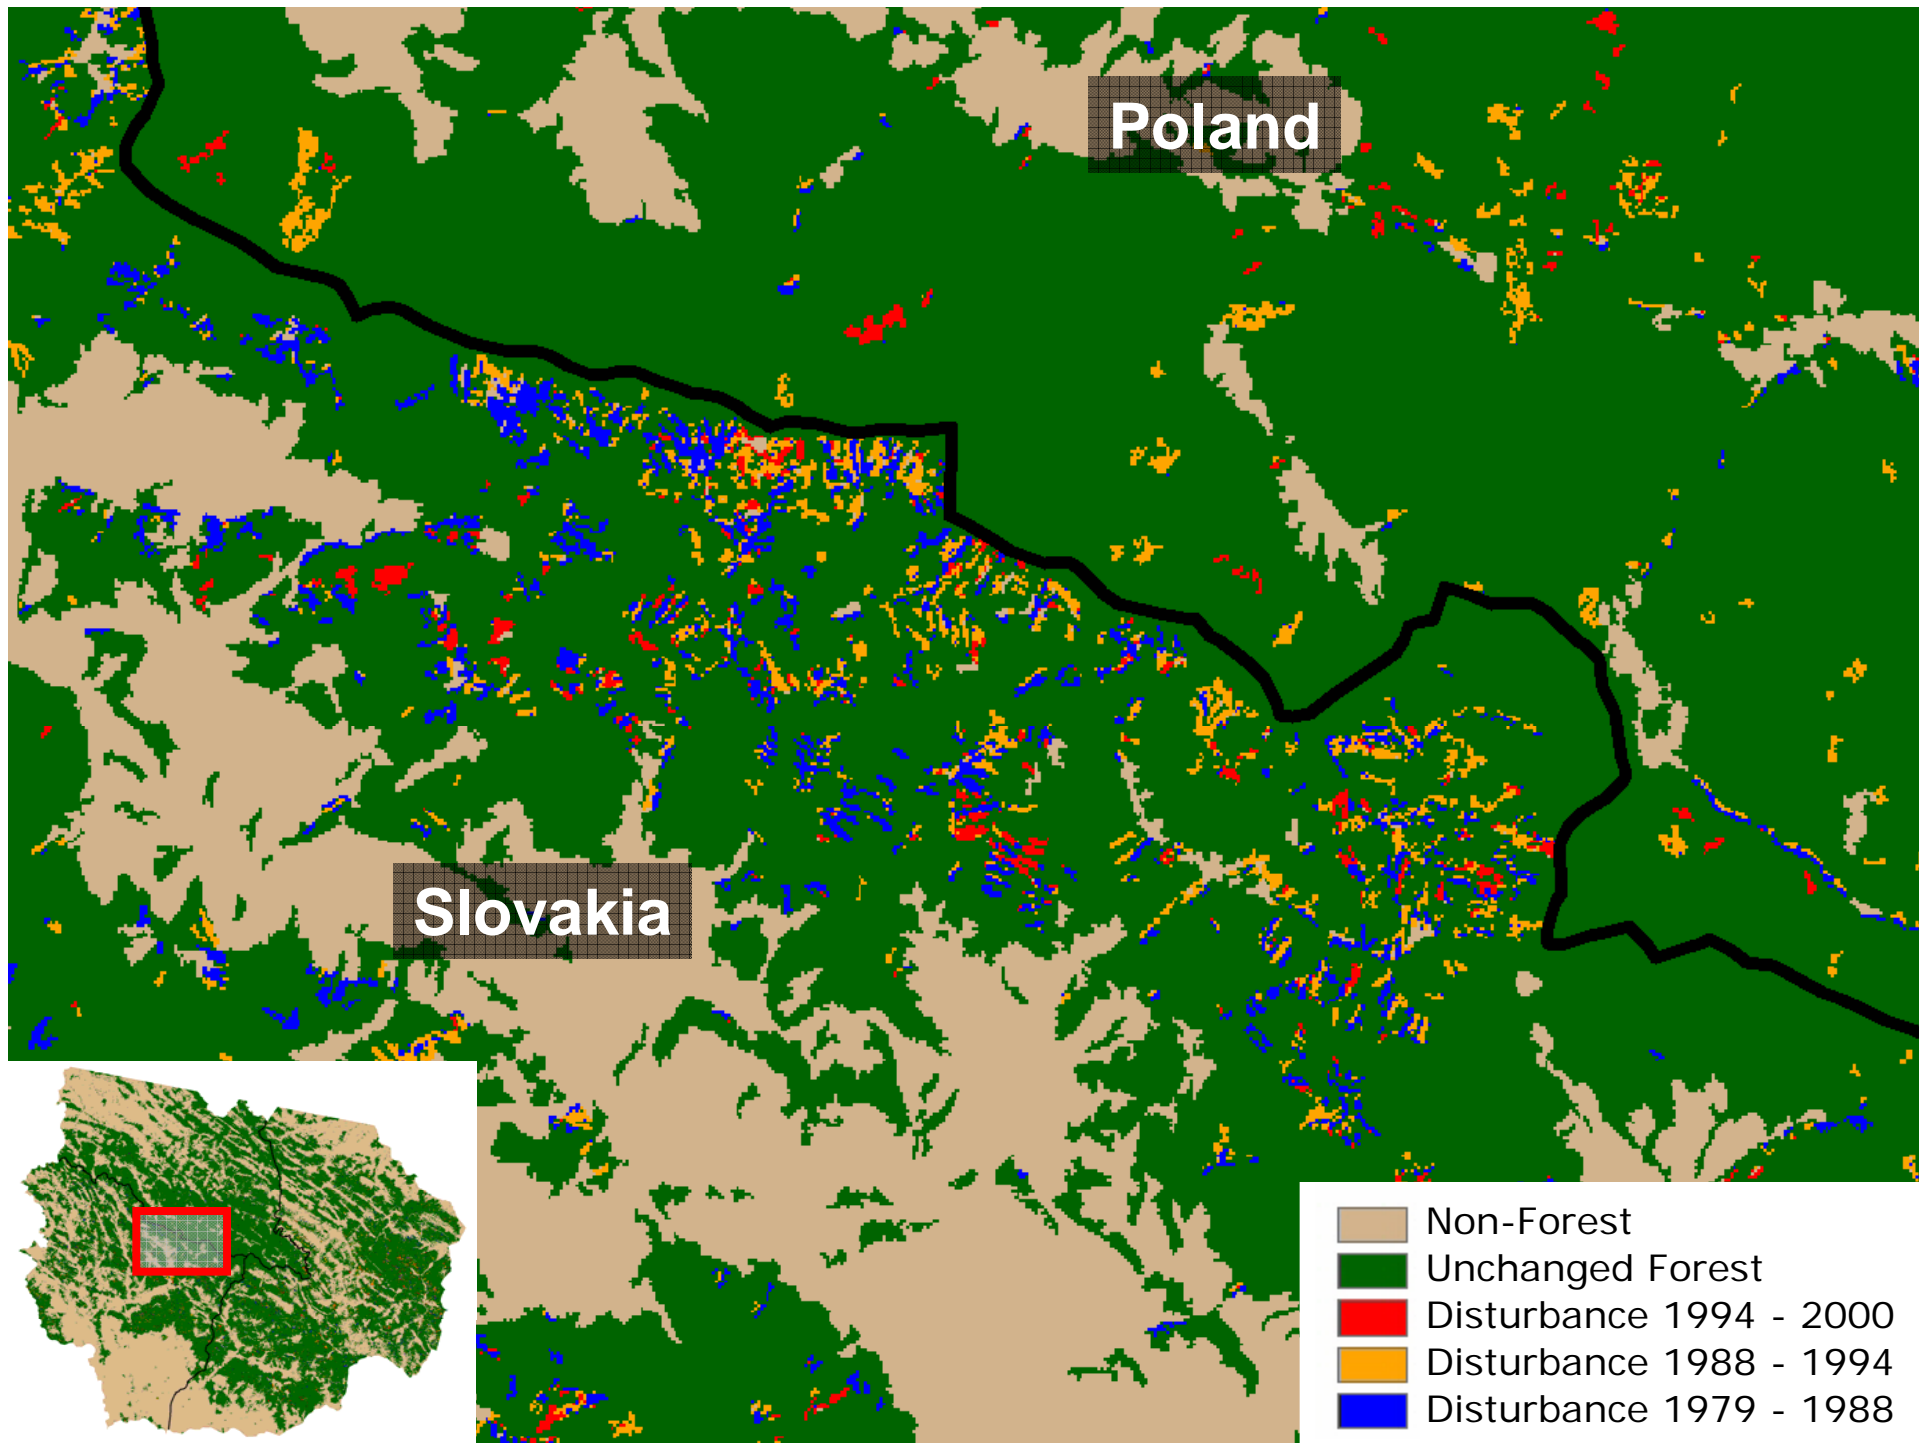 Poland
Slovakia
Non-Forest
Unchanged Forest
Disturbance 1994 - 2000
Disturbance 1988 - 1994
Disturbance 1979 - 1988